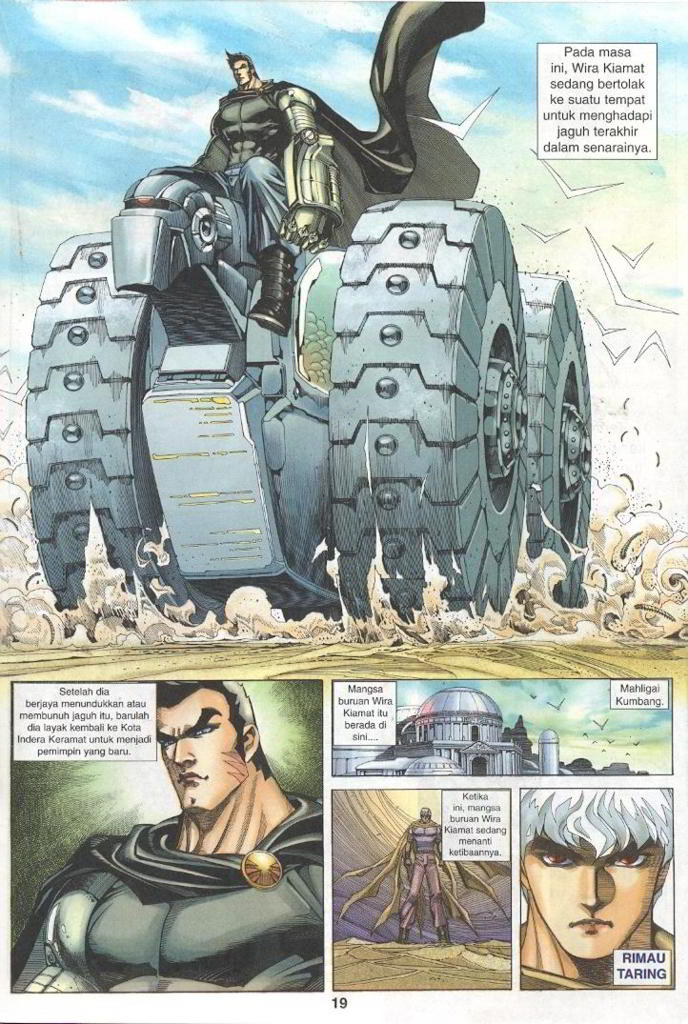 Pada masa
ini, Wira Kiamat
sedang bertolak
ke suatu tempat
untuk menghadapi
jaguh terakhir
dalam senarainya.
Setelah dia
berjaya menundukkan atau
membunuh jaguh itu, barulah
dia layak kembali ke Kota
Indera Keramat untuk menjadi
pemimpin yang baru.
Mangsa
buruan Wira
Kiamat itu
berada di
sini....
Mahligai
Kumbang.
Ketika
ini, mangsa
buruan Wira
Kiamat sedang
menanti
ketibaannya.
RIMAU
TARING
19